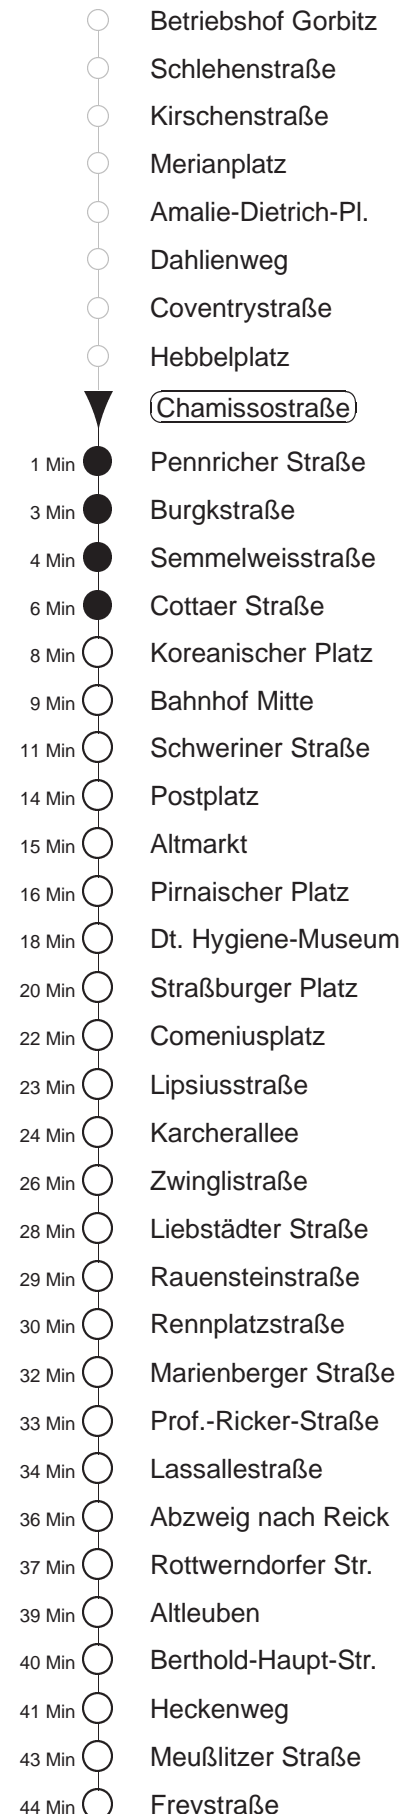 Betriebshof Gorbitz
Schlehenstraße
Kirschenstraße
Merianplatz
Amalie-Dietrich-Pl.
Dahlienweg
Coventrystraße
Hebbelplatz
Chamissostraße
1 Min Pennricher Straße
3 Min Burgkstraße
4 Min Semmelweisstraße
6 Min Cottaer Straße
8 Min Koreanischer Platz
9 Min Bahnhof Mitte
11 Min Schweriner Straße
14 Min Postplatz
15 Min Altmarkt
16 Min Pirnaischer Platz
18 Min Dt. Hygiene-Museum
20 Min Straßburger Platz
22 Min Comeniusplatz
23 Min Lipsiusstraße
24 Min Karcherallee
26 Min Zwinglistraße
28 Min Liebstädter Straße
29 Min Rauensteinstraße
30 Min Rennplatzstraße
32 Min Marienberger Straße
33 Min Prof.-Ricker-Straße
34 Min Lassallestraße
36 Min Abzweig nach Reick
37 Min Rottwerndorfer Str.
39 Min Altleuben
40 Min Berthold-Haupt-Str.
41 Min Heckenweg
43 Min Meußlitzer Straße
44 Min Freystraße